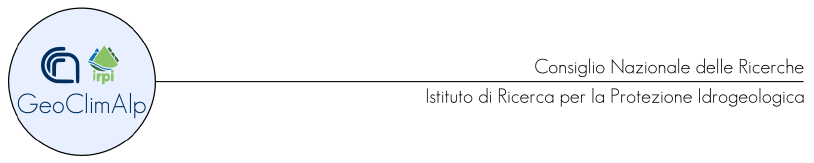 irpi
GeoClimAlp
Consiglio Nazionale delle Ricerche
Istituto di Ricerca per la Protezione Idrogeologica